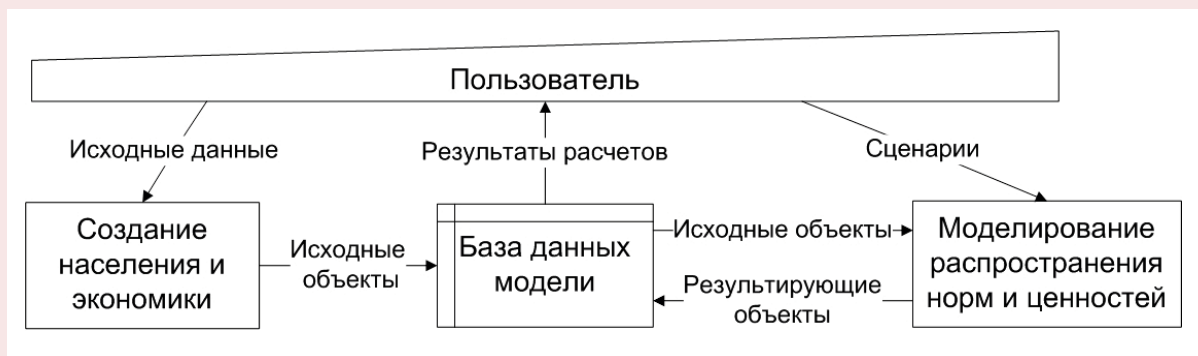 Пользователь
Исходные данные
Результаты расчетов
Сценарии
Создание
населения и
экономики
Исходные
объекты
База данных
модели
Исходные объекты
Результирующие
объекты
Моделирование
распространения
норм и ценностей